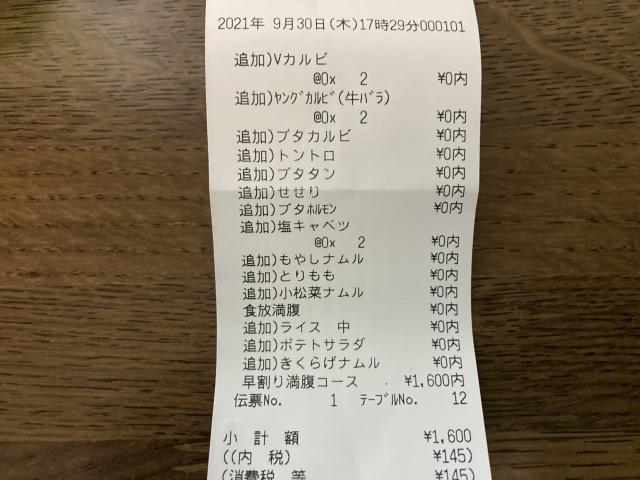 2021年 9月30日(木)17時29分000101
追加)Vカルビ
@0x 2 ¥0内
追加)ﾔﾝｸﾞｶﾙﾋﾞ(牛ﾊﾞﾗ)
@0x 2 ¥0内
追加)ブタカルビ ¥0内
追加)トントロ ¥0内
追加)ブタタン ¥0内
追加)せせり ¥0内
追加)ブタﾎﾙﾓﾝ ¥0内
追加)塩キャベツ
@0x 2 ¥0内
追加)もやしナムル ¥0内
追加)とりもも ¥0内
追加)小松菜ナムル ¥0内
食放満腹 ¥0内
追加)ライス 中 ¥0内
追加)ポテトサラダ ¥0内
追加)きくらげナムル ¥0内
早割り満腹コース ¥1,600内
伝票No. 1 ﾃｰﾌﾞﾙNo. 12
小 計 額 ¥1,600
((内 税) ¥145)
(消費税 等 ¥145)